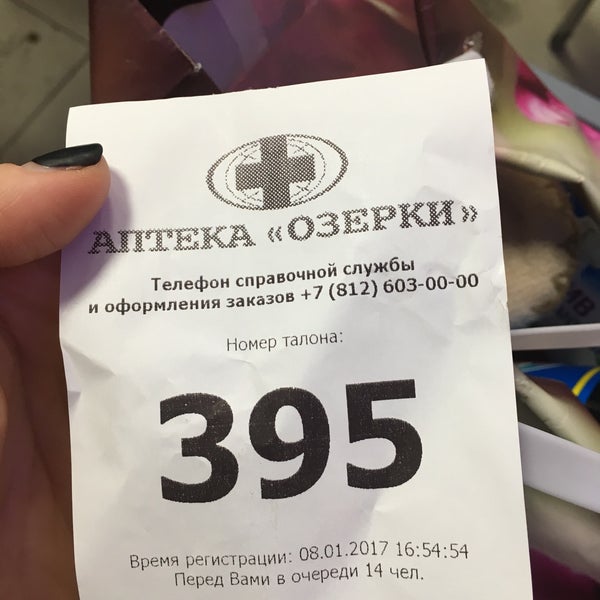 АПТЕКА «ОЗЕРКИ»
Телефон справочной службы
и оформления заказов +7 (812) 603-00-00
Номер талона:
395
Время регистрации: 08.01.2017 16:54:54
Перед Вами в очереди 14 чел.